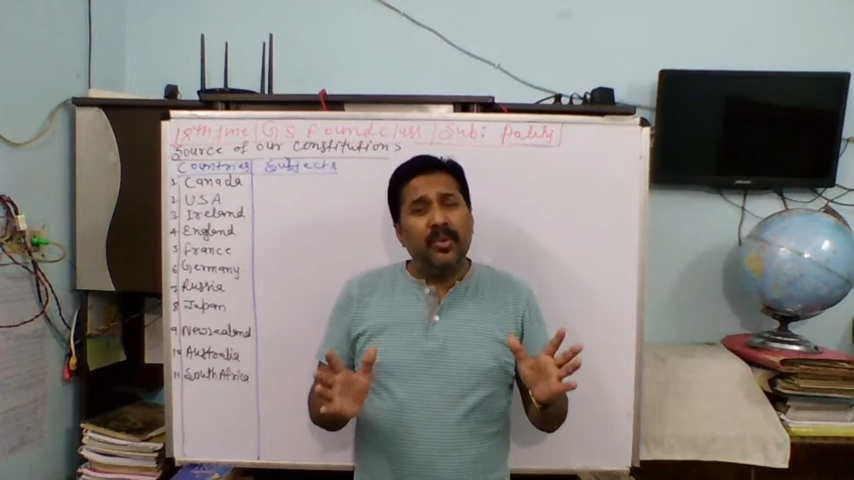 18th June | G S Found Class | Sub: Polity
Source of our constitutions
Countries Subjects
1 Canada
2 USA
3 Ireland
4 England
5 France
6 Germany
7 Russia
8 Japan
9 Newzealand
10 Australia
11 South Africa